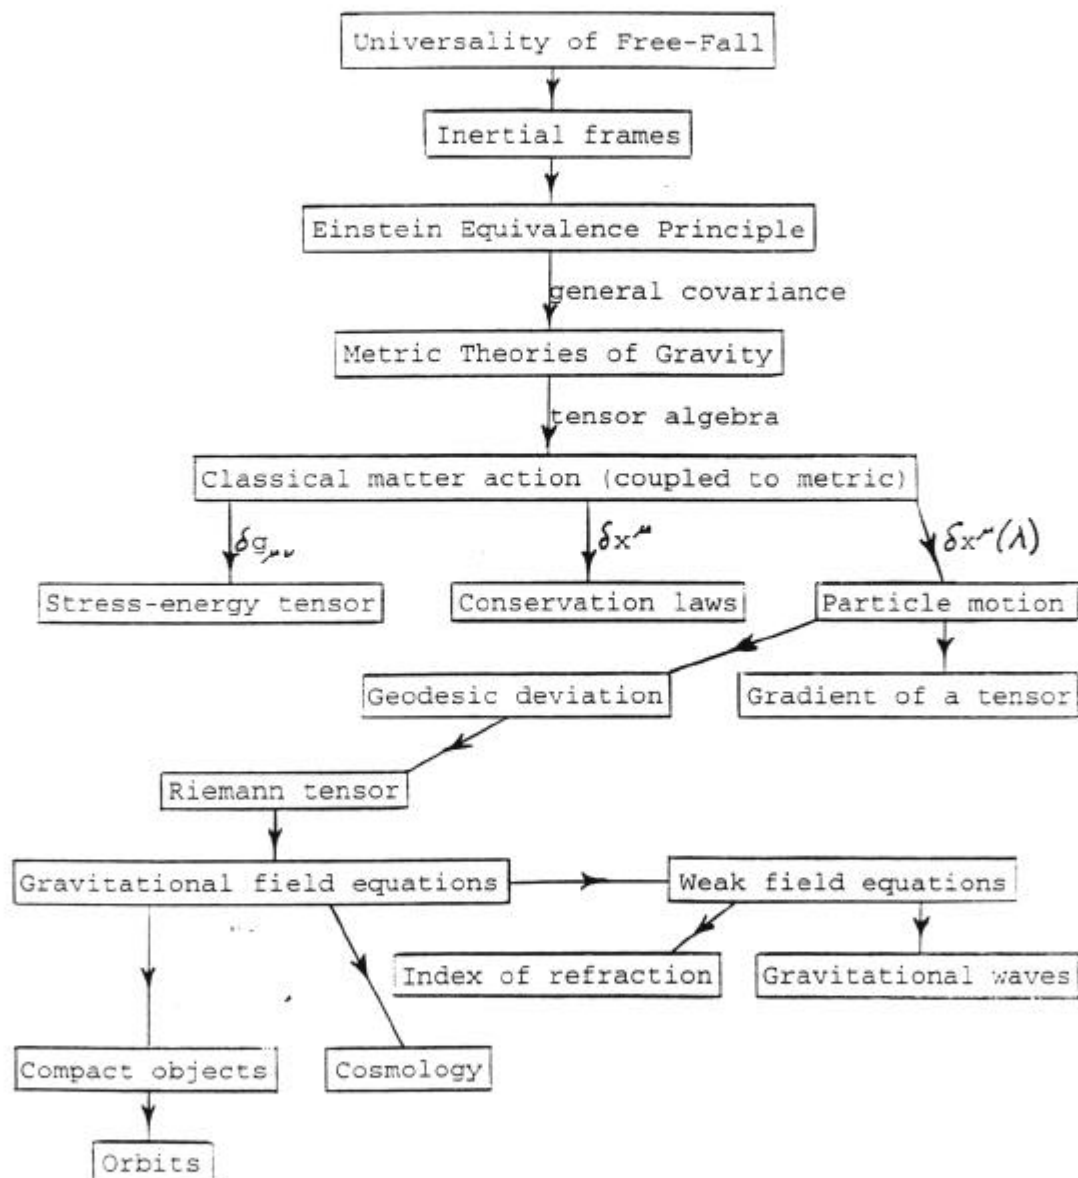 Universality of Free-Fall
Inertial frames
Einstein Equivalence Principle
general covariance
Metric Theories of Gravity
tensor algebra
Classical matter action (coupled to metric)
δg_μν
δx^μ
δx^μ(λ)
Stress-energy tensor
Conservation laws
Particle motion
Geodesic deviation
Gradient of a tensor
Riemann tensor
Gravitational field equations
Weak field equations
Index of refraction
Gravitational waves
Compact objects
Cosmology
Orbits